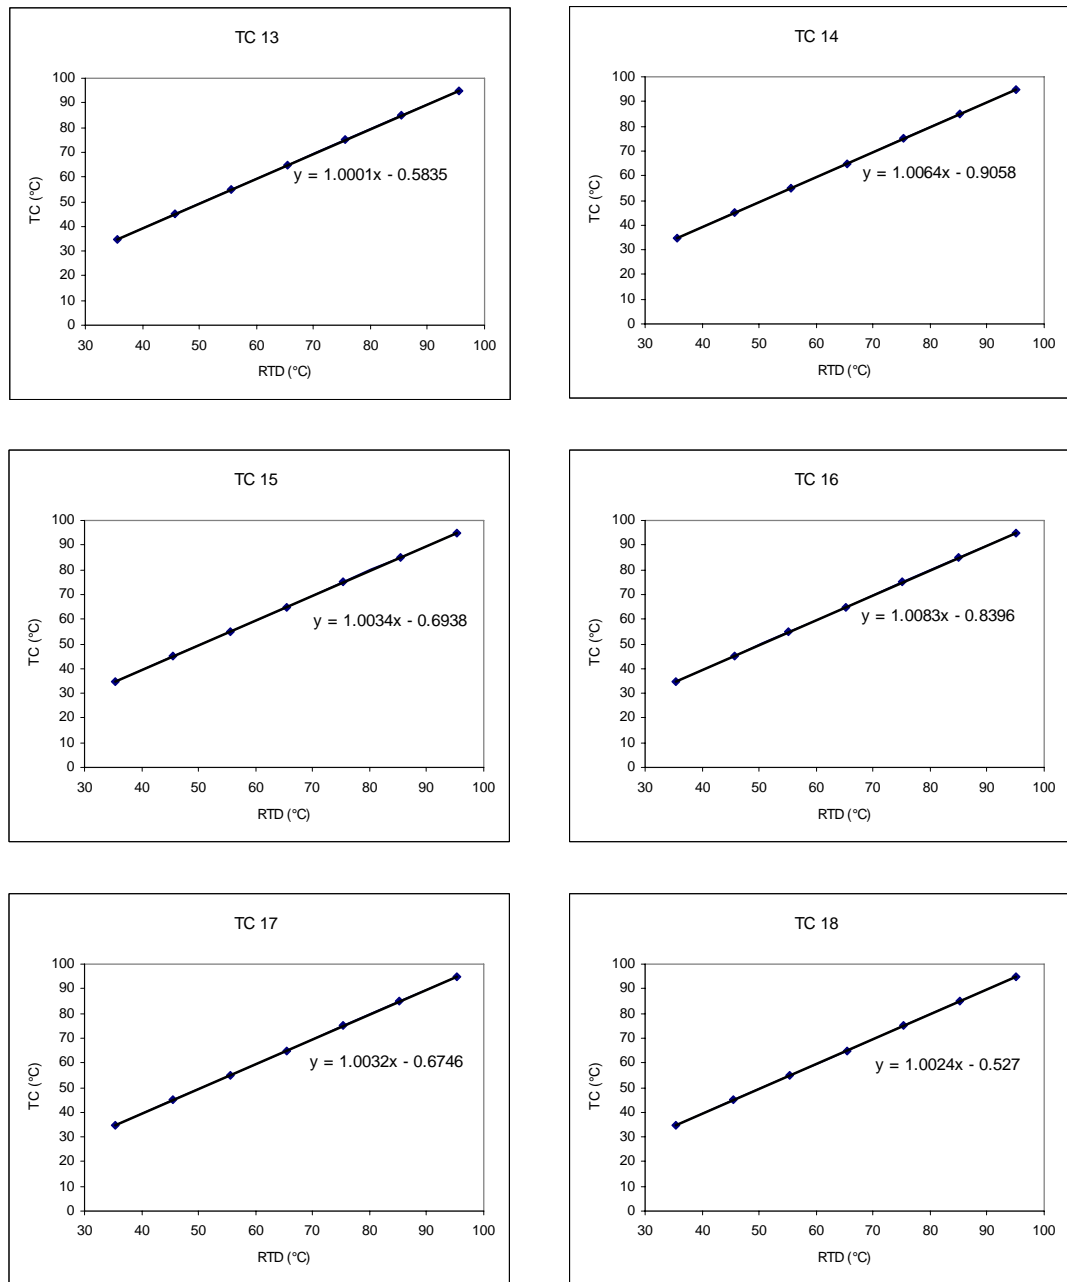 TC 13
100
90
80
70
60
50
40
30
20
10
0
30 40 50 60 70 80 90 100
RTD (°C)
TC (°C)
y = 1.0001x - 0.5835
TC 14
100
90
80
70
60
50
40
30
20
10
0
30 40 50 60 70 80 90 100
RTD (°C)
TC (°C)
y = 1.0064x - 0.9058
TC 15
100
90
80
70
60
50
40
30
20
10
0
30 40 50 60 70 80 90 100
RTD (°C)
TC (°C)
y = 1.0034x - 0.6938
TC 16
100
90
80
70
60
50
40
30
20
10
0
30 40 50 60 70 80 90 100
RTD (°C)
TC (°C)
y = 1.0083x - 0.8396
TC 17
100
90
80
70
60
50
40
30
20
10
0
30 40 50 60 70 80 90 100
RTD (°C)
TC (°C)
y = 1.0032x - 0.6746
TC 18
100
90
80
70
60
50
40
30
20
10
0
30 40 50 60 70 80 90 100
RTD (°C)
TC (°C)
y = 1.0024x - 0.527